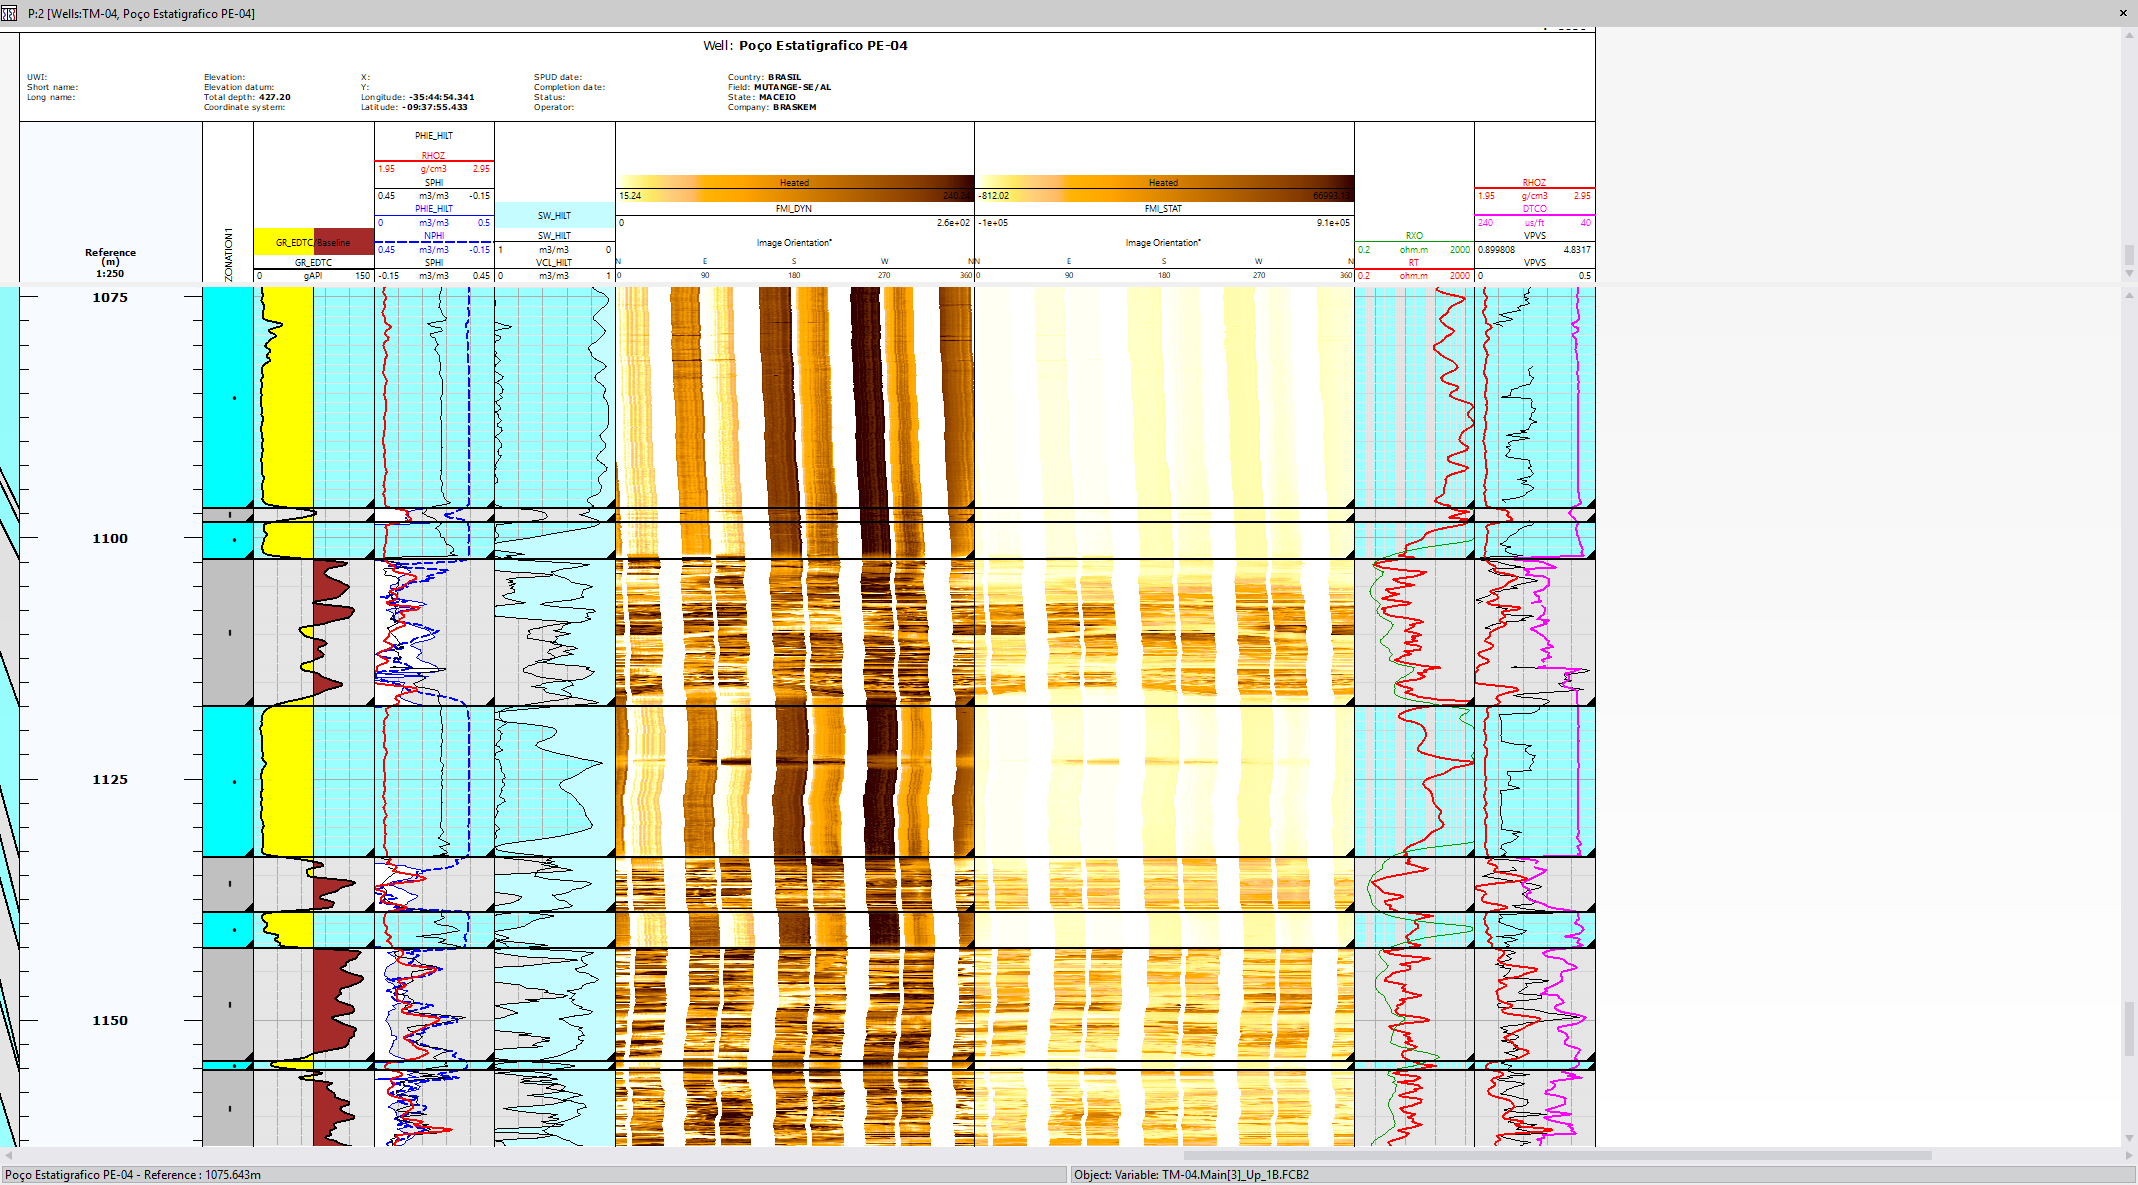 P:2 [Wells:TM-04, Poço Estatigrafico PE-04]
Well: Poço Estatigrafico PE-04
UWI:
Short name:
Long name:
Elevation:
Elevation datum:
Total depth: 427.20
Coordinate system:
X:
Y:
Longitude: -35:44:54.341
Latitude: -09:37:55.433
SPUD date:
Completion date:
Status:
Operator:
Country: BRASIL
Field: MUTANGE-SE/AL
State: MACEIO
Company: BRASKEM
Reference
(m)
1:250
ZONATION1
GR_EDTC/Baseline
GR_EDTC
0 gAPI 150
PHIE_HILT
RHOZ
1.95 g/cm3 2.95
SPHI
0.45 m3/m3 -0.15
PHIE_HILT
0 m3/m3 0.5
NPHI
0.45 m3/m3 -0.15
SPHI
-0.15 m3/m3 0.45
SW_HILT
SW_HILT
1 m3/m3 0
VCL_HILT
0 m3/m3 1
Heated
15.24
FMI_DYN
0 2.6e+02
Image Orientation*
N E S W N
0 90 180 270 360
Heated
-812.02
FMI_STAT
-1e+05 9.1e+05
Image Orientation*
N E S W N
0 90 180 270 360
RXO
0.2 ohm.m 2000
RT
0.2 ohm.m 2000
RHOZ
1.95 g/cm3 2.95
DTCO
240 us/ft 40
VPVS
0.899808 4.8317
VPVS
0 0.5
1075
1100
1125
1150
Poço Estatigrafico PE-04 - Reference : 1075.643m
Object: Variable: TM-04.Main[3]_Up_1B.FCB2